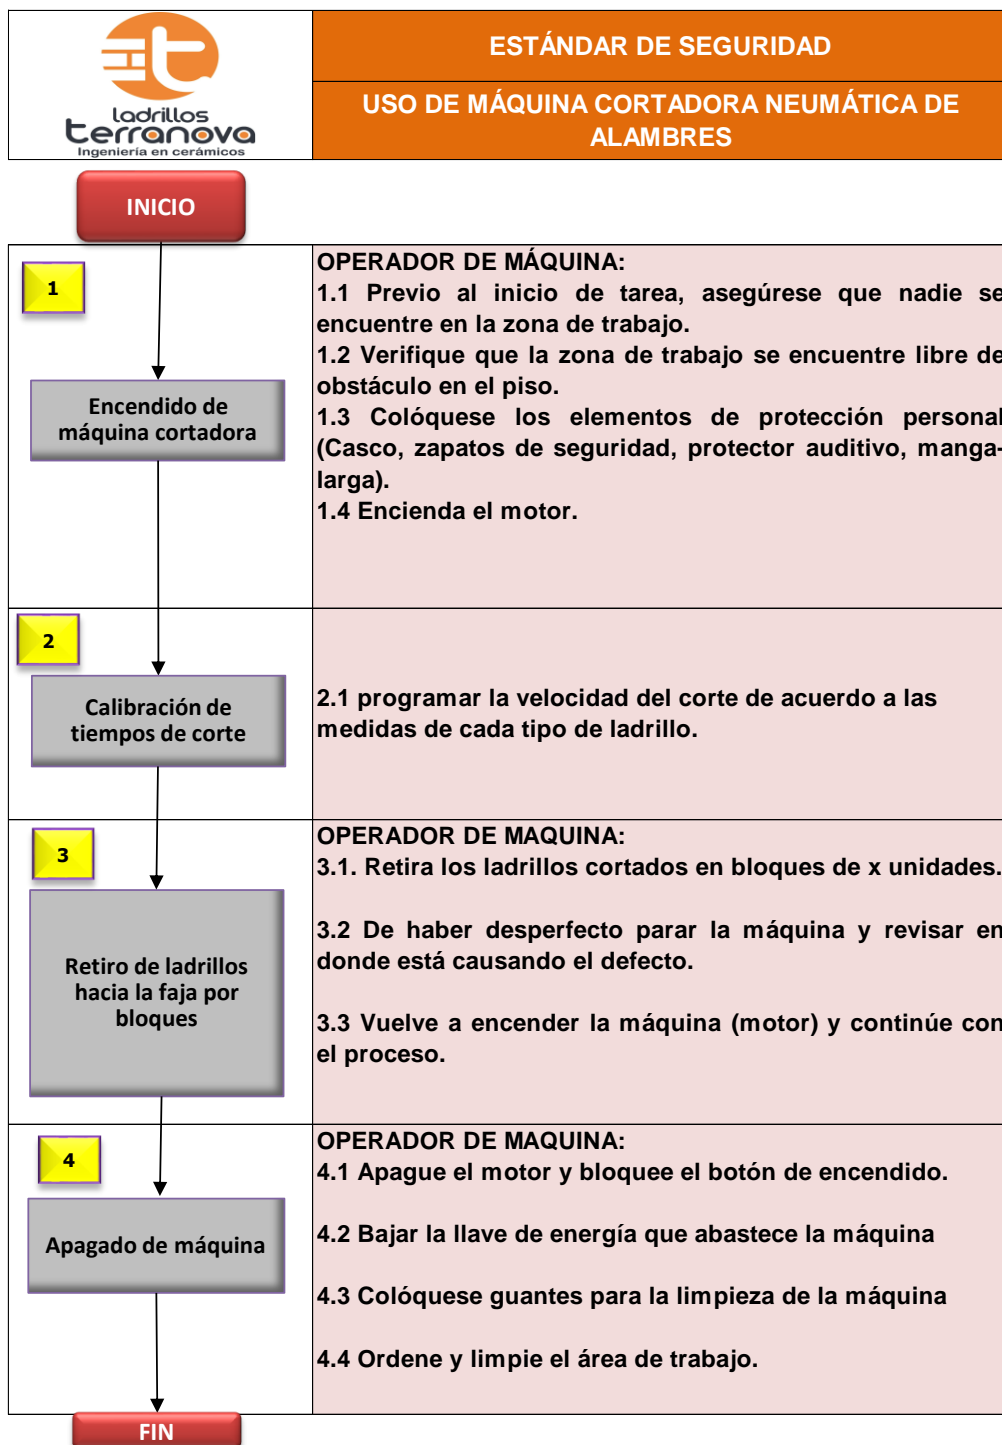 ladrillos
terranova
Ingeniería en cerámicos
ESTÁNDAR DE SEGURIDAD
USO DE MÁQUINA CORTADORA NEUMÁTICA DE
ALAMBRES
INICIO
1
Encendido de
máquina cortadora
OPERADOR DE MÁQUINA:
1.1 Previo al inicio de tarea, asegúrese que nadie se
encuentre en la zona de trabajo.
1.2 Verifique que la zona de trabajo se encuentre libre de
obstáculo en el piso.
1.3 Colóquese los elementos de protección personal
(Casco, zapatos de seguridad, protector auditivo, manga-
larga).
1.4 Encienda el motor.
2
Calibración de
tiempos de corte
2.1 programar la velocidad del corte de acuerdo a las
medidas de cada tipo de ladrillo.
3
Retiro de ladrillos
hacia la faja por
bloques
OPERADOR DE MAQUINA:
3.1. Retira los ladrillos cortados en bloques de x unidades.
3.2 De haber desperfecto parar la máquina y revisar en
donde está causando el defecto.
3.3 Vuelve a encender la máquina (motor) y continúe con
el proceso.
4
Apagado de máquina
OPERADOR DE MAQUINA:
4.1 Apague el motor y bloquee el botón de encendido.
4.2 Bajar la llave de energía que abastece la máquina
4.3 Colóquese guantes para la limpieza de la máquina
4.4 Ordene y limpie el área de trabajo.
FIN